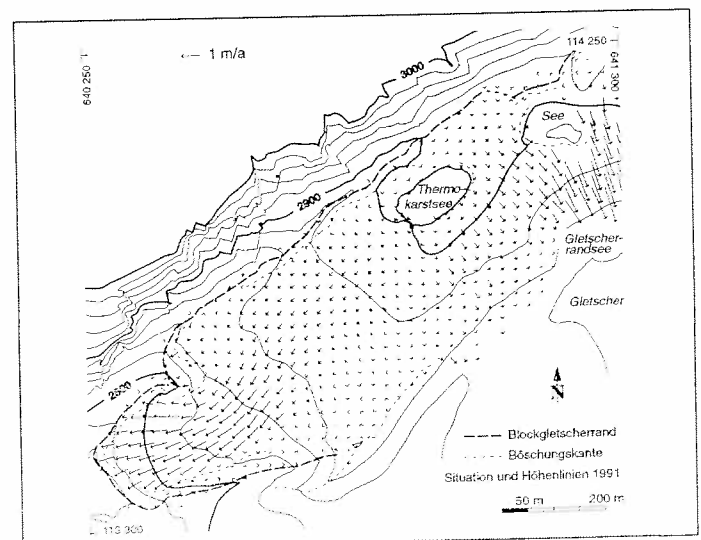 114 250
640 250
1 m/a
641 300
3000
See
Thermo-
karstsee
2900
Gletscher-
randsee
Gletscher
N
2800
Blockgletscherrand
Böschungskante
Situation und Höhenlinien 1991
50 m 200 m
113 300